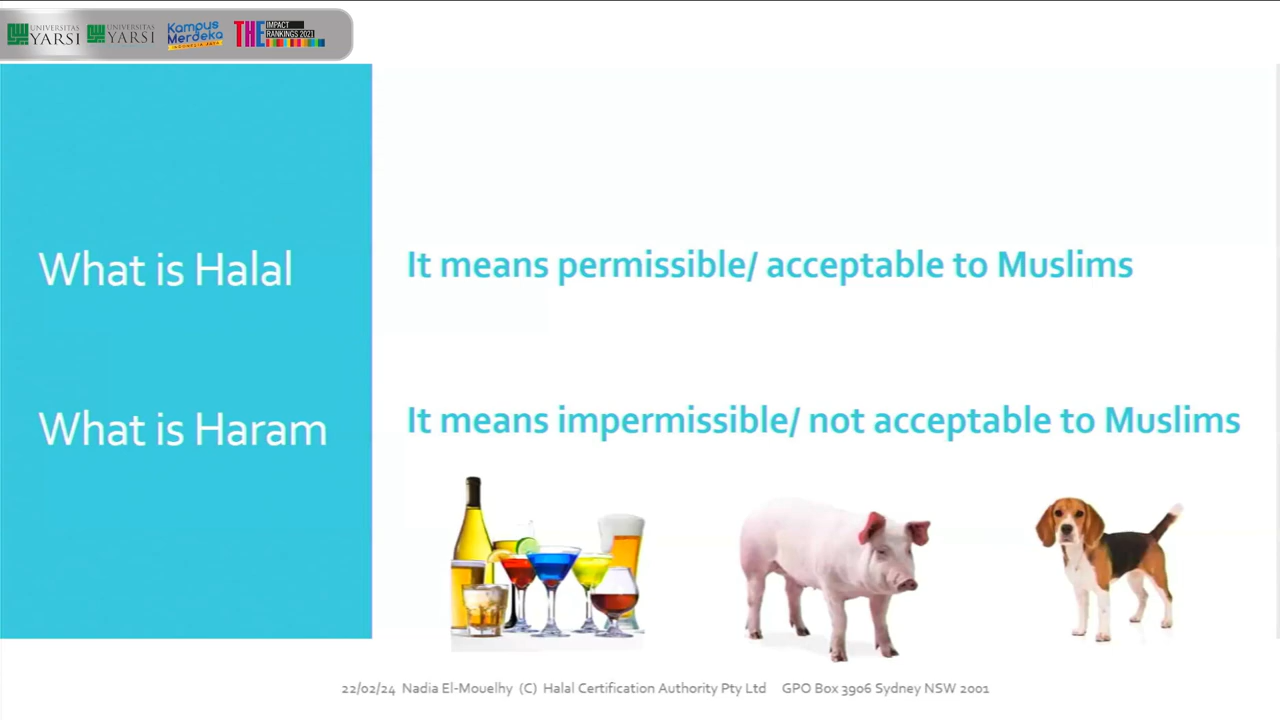 UNIVERSITAS
YARSI
UNIVERSITAS
YARSI
Kampus
Merdeka
INDONESIA JAYA
THE IMPACT
RANKINGS 2021
What is Halal
It means permissible/ acceptable to Muslims
What is Haram
It means impermissible/ not acceptable to Muslims
22/02/24 Nadia El-Mouelhy (C) Halal Certification Authority Pty Ltd GPO Box 3906 Sydney NSW 2001